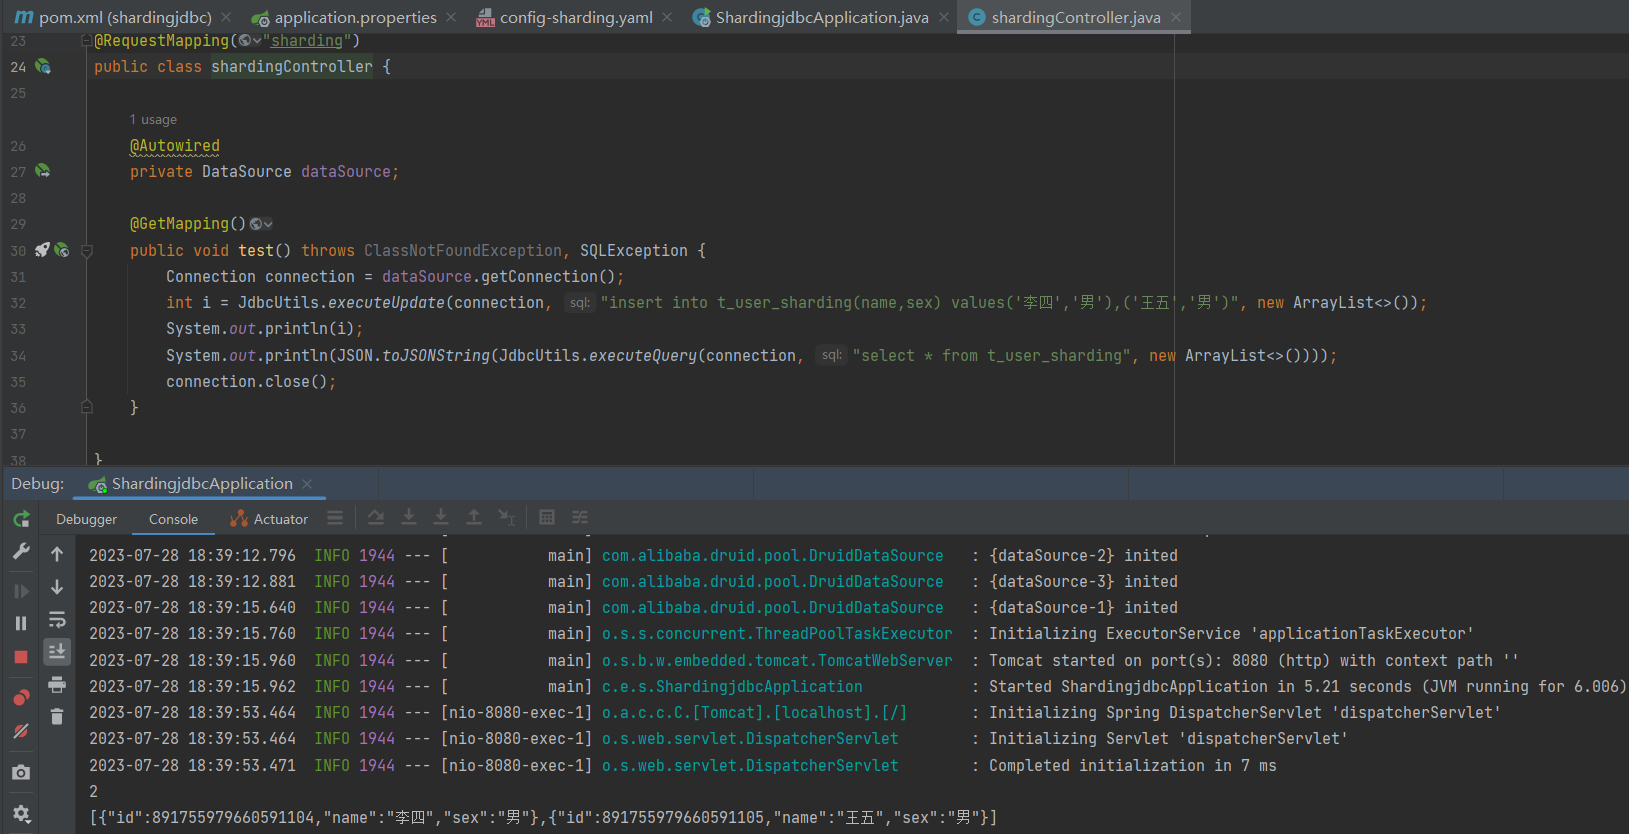 pom.xml (shardingjdbc) application.properties config-sharding.yaml ShardingjdbcApplication.java shardingController.java
23 @RequestMapping("sharding")
24 public class shardingController {
25
1 usage
26 @Autowired
27 private DataSource dataSource;
28
29 @GetMapping()
30 public void test() throws ClassNotFoundException, SQLException {
31 Connection connection = dataSource.getConnection();
32 int i = JdbcUtils.executeUpdate(connection, sql: "insert into t_user_sharding(name,sex) values('李四','男'),('王五','男')", new ArrayList<>());
33 System.out.println(i);
34 System.out.println(JSON.toJSONString(JdbcUtils.executeQuery(connection, sql: "select * from t_user_sharding", new ArrayList<>())));
35 connection.close();
36 }
37
38 }
Debug: ShardingjdbcApplication
Debugger Console Actuator
2023-07-28 18:39:12.796 INFO 1944 --- [ main] com.alibaba.druid.pool.DruidDataSource : {dataSource-2} inited
2023-07-28 18:39:12.881 INFO 1944 --- [ main] com.alibaba.druid.pool.DruidDataSource : {dataSource-3} inited
2023-07-28 18:39:15.640 INFO 1944 --- [ main] com.alibaba.druid.pool.DruidDataSource : {dataSource-1} inited
2023-07-28 18:39:15.760 INFO 1944 --- [ main] o.s.s.concurrent.ThreadPoolTaskExecutor : Initializing ExecutorService 'applicationTaskExecutor'
2023-07-28 18:39:15.960 INFO 1944 --- [ main] o.s.b.w.embedded.tomcat.TomcatWebServer : Tomcat started on port(s): 8080 (http) with context path ''
2023-07-28 18:39:15.962 INFO 1944 --- [ main] c.e.s.ShardingjdbcApplication : Started ShardingjdbcApplication in 5.21 seconds (JVM running for 6.006)
2023-07-28 18:39:53.464 INFO 1944 --- [nio-8080-exec-1] o.a.c.c.C.[Tomcat].[localhost].[/] : Initializing Spring DispatcherServlet 'dispatcherServlet'
2023-07-28 18:39:53.464 INFO 1944 --- [nio-8080-exec-1] o.s.web.servlet.DispatcherServlet : Initializing Servlet 'dispatcherServlet'
2023-07-28 18:39:53.471 INFO 1944 --- [nio-8080-exec-1] o.s.web.servlet.DispatcherServlet : Completed initialization in 7 ms
2
[{"id":891755979660591104,"name":"李四","sex":"男"},{"id":891755979660591105,"name":"王五","sex":"男"}]